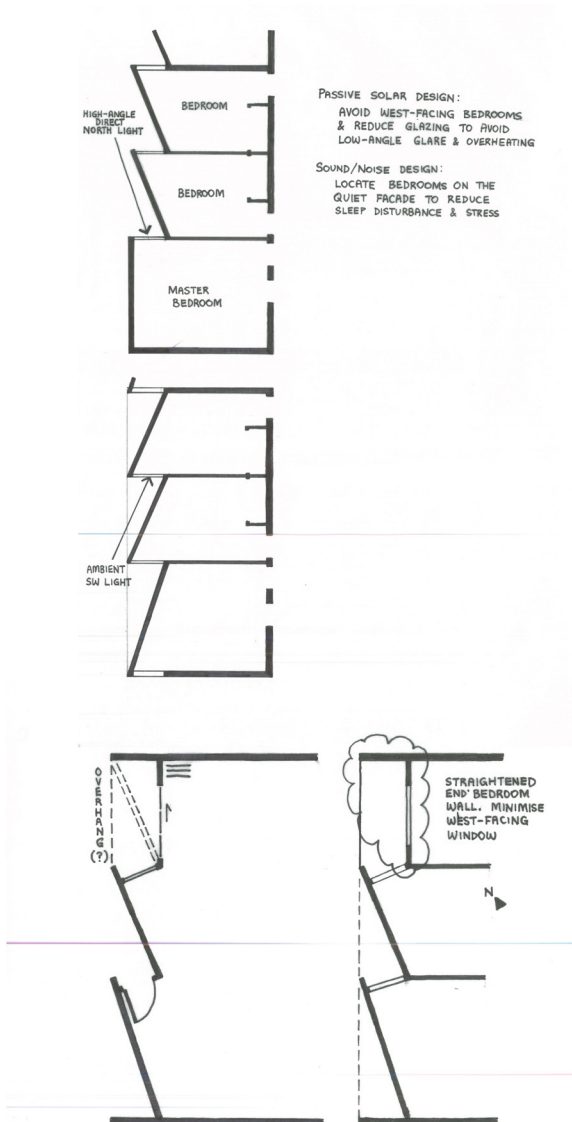 HIGH-ANGLE
DIRECT
NORTH LIGHT
BEDROOM
BEDROOM
MASTER
BEDROOM
PASSIVE SOLAR DESIGN:
AVOID WEST-FACING BEDROOMS
& REDUCE GLAZING TO AVOID
LOW-ANGLE GLARE & OVERHEATING
SOUND/NOISE DESIGN:
LOCATE BEDROOMS ON THE
QUIET FACADE TO REDUCE
SLEEP DISTURBANCE & STRESS
AMBIENT
SW LIGHT
OVERHANG
(?)
STRAIGHTENED
END BEDROOM
WALL. MINIMISE
WEST-FACING
WINDOW
N